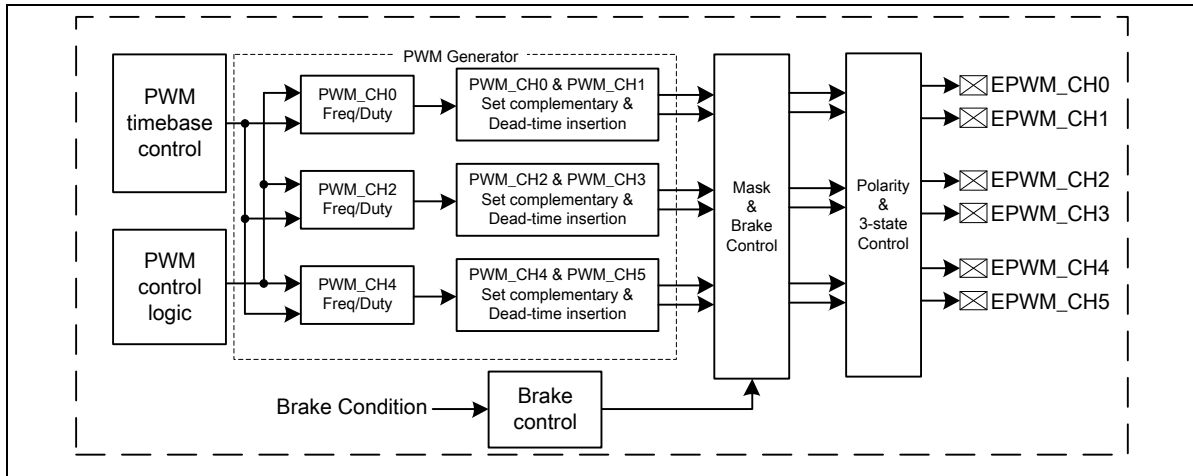 PWM Generator
PWM
timebase
control
PWM
control
logic
PWM_CH0
Freq/Duty
PWM_CH0 & PWM_CH1
Set complementary &
Dead-time insertion
PWM_CH2
Freq/Duty
PWM_CH2 & PWM_CH3
Set complementary &
Dead-time insertion
PWM_CH4
Freq/Duty
PWM_CH4 & PWM_CH5
Set complementary &
Dead-time insertion
Mask
&
Brake
Control
Polarity
&
3-state
Control
EPWM_CH0
EPWM_CH1
EPWM_CH2
EPWM_CH3
EPWM_CH4
EPWM_CH5
Brake Condition
Brake
control